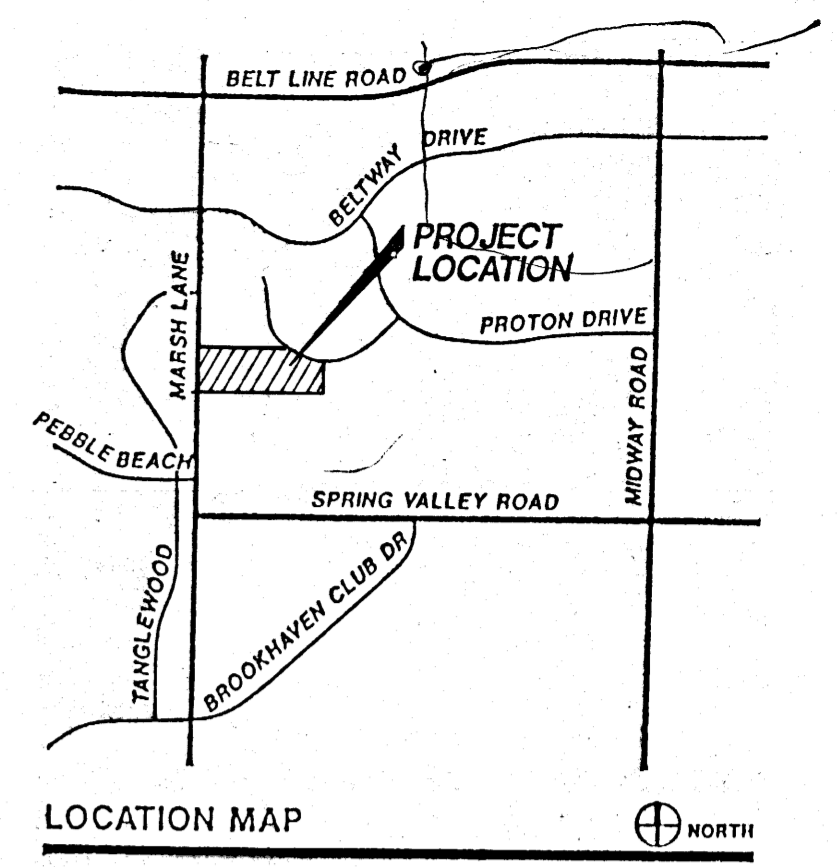 BELT LINE ROAD
BELTWAY DRIVE
PROJECT
LOCATION
MARSH LANE
PROTON DRIVE
MIDWAY ROAD
PEBBLE BEACH
SPRING VALLEY ROAD
TANGLEWOOD
BROOKHAVEN CLUB DR
LOCATION MAP
NORTH